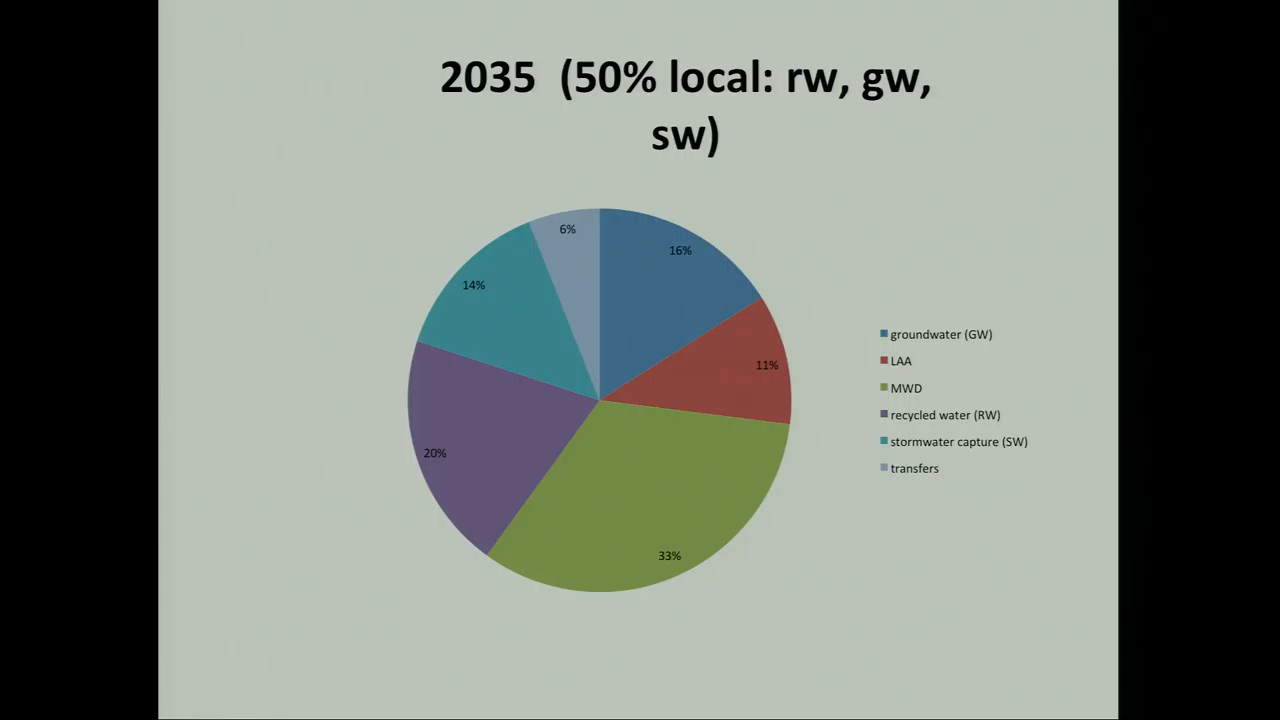 2035  (50% local: rw, gw,
sw)
6%
16%
14%
11%
20%
33%
groundwater (GW)
LAA
MWD
recycled water (RW)
stormwater capture (SW)
transfers